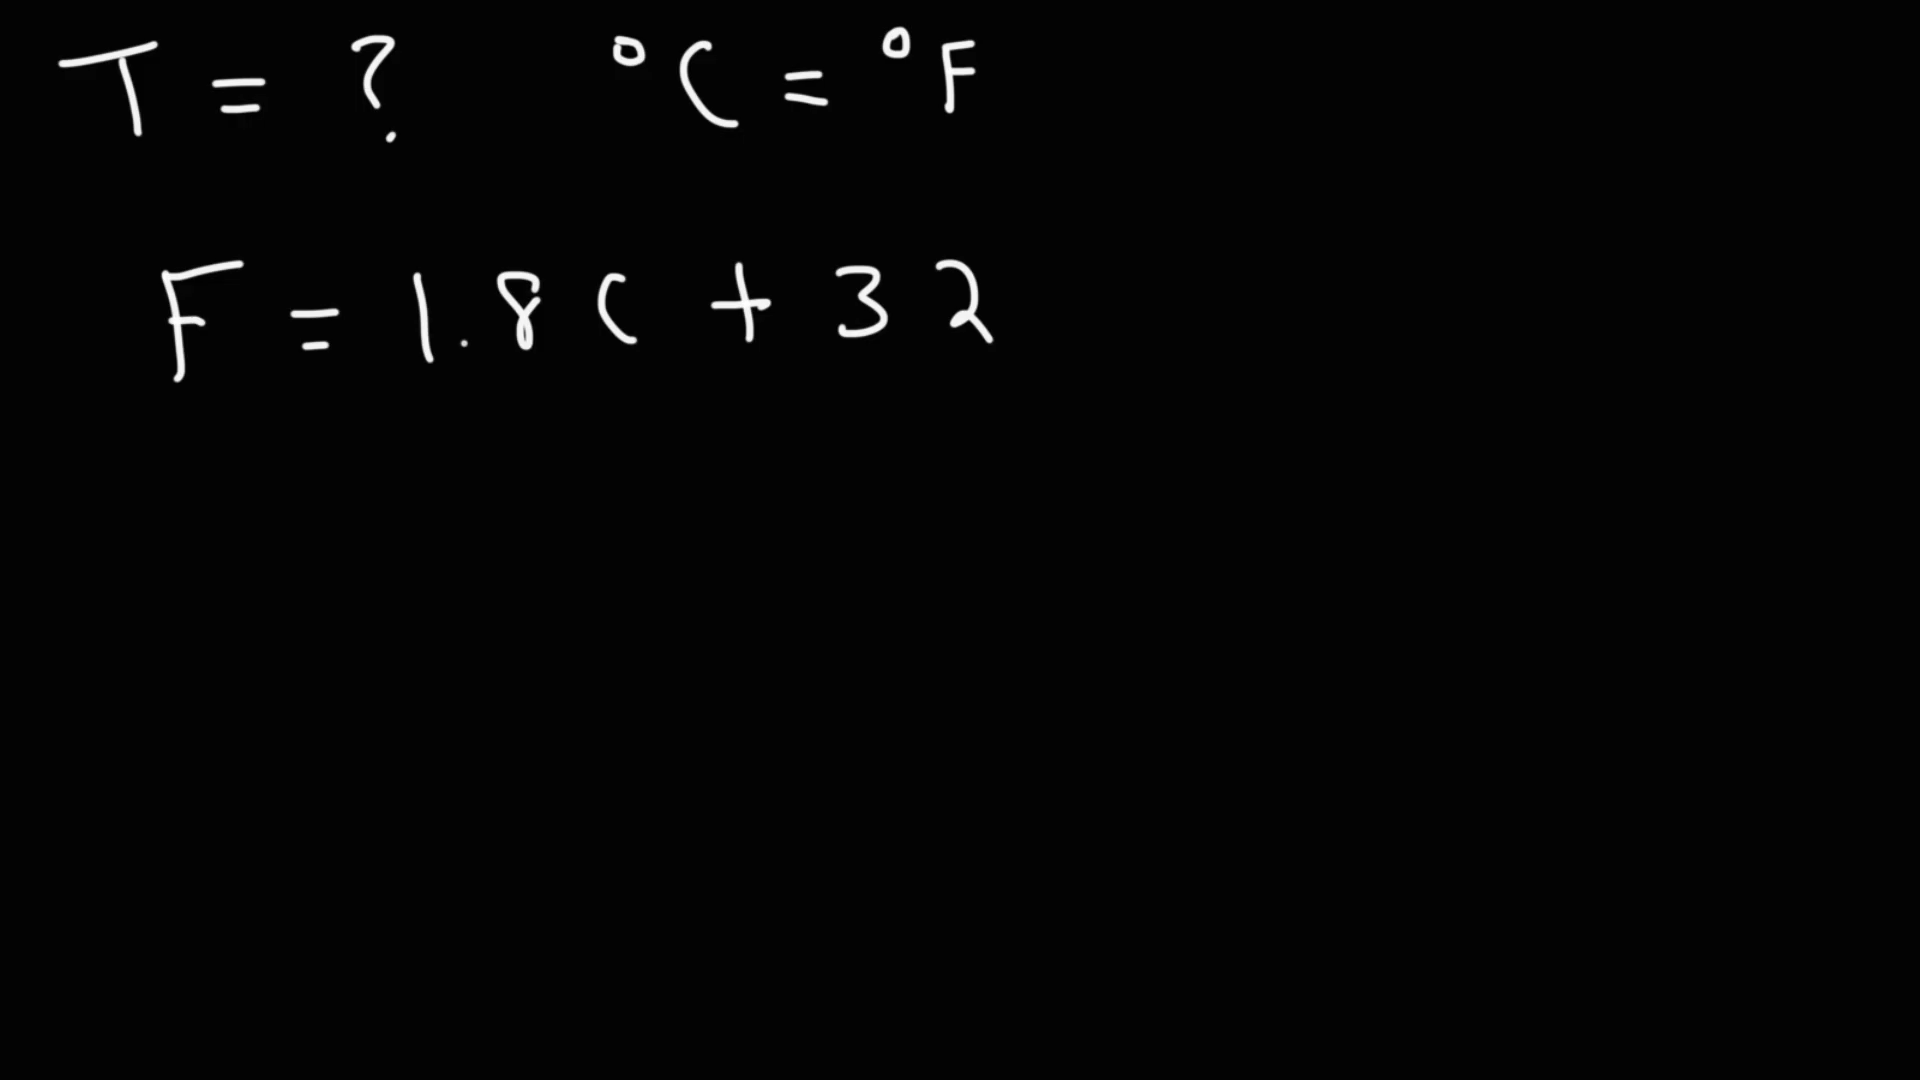 T = ? °C = °F
F = 1.8C + 32